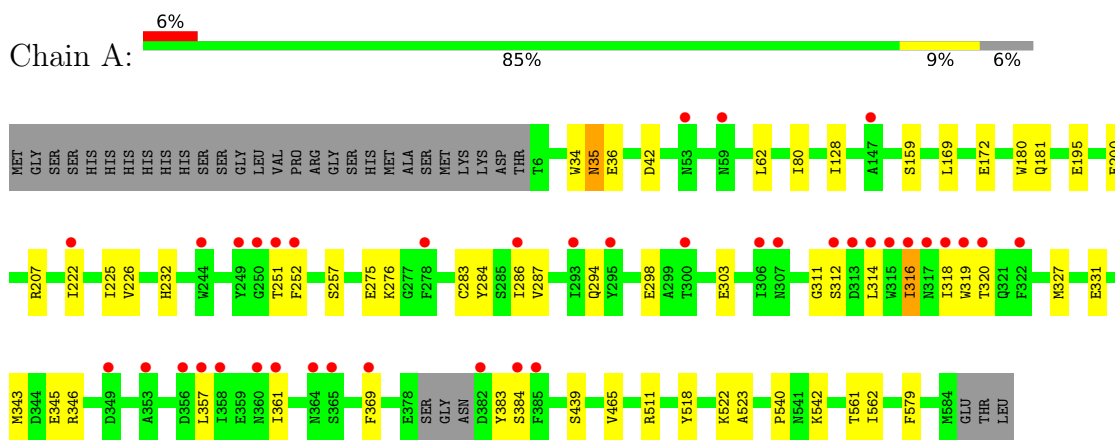 6%
Chain A:
85% 9% 6%
MET GLY SER SER HIS HIS HIS HIS HIS HIS HIS SER SER GLY LEU VAL PRO ARG GLY SER HIS MET ALA SER MET LYS LYS ASP THR T6 W34 N35 E36 D42 N53 N59 L62 I80 I128 A147 S159 L169 E172 W180 Q181 E195
R207 I222 I225 V226 H232 W244 Y249 G250 T251 F252 S257 E275 K276 G277 F278 C283 Y284 S285 I286 V287 I293 Q294 Y295 E298 A299 T300 E303 I306 N307 G311 S312 D313 L314 W315 I316 N317 I318 W319 T320 Q321 F322 M327 E331
M343 D344 E345 R346 D349 A353 D356 L357 I358 E359 N360 I361 N364 S365 F369 E378 SER GLY ASN D382 Y383 S384 F385 S439 V465 R511 Y518 K522 A523 P540 N541 K542 T561 I562 F579 M584 GLU THR LEU